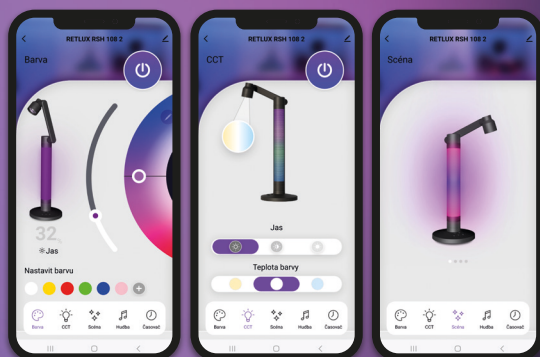 RETLUX RSH 108 2
Barva
32%
Jas
Nastavit barvu
Barva
CCT
Scéna
Hudba
Časovač
RETLUX RSH 108 2
CCT
Jas
Teplota barvy
Barva
CCT
Scéna
Hudba
Časovač
RETLUX RSH 108 2
Scéna
Barva
CCT
Scéna
Hudba
Časovač